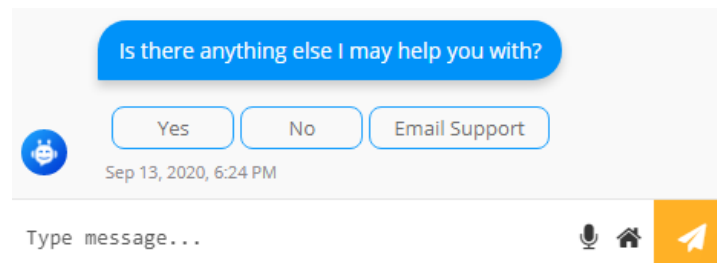 Is there anything else I may help you with?
Yes No Email Support
Sep 13, 2020, 6:24 PM
Type message...